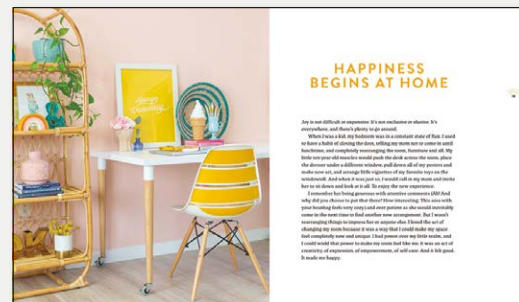 HAPPINESS
BEGINS AT HOME
Joy is not difficult or expensive. It's not exclusive or elusive. It's
everywhere, and there's plenty to go around.
When I was a kid, my bedroom was in a constant state of flux. I used
to have a habit of closing the door, telling my mom not to come in until
lunchtime, and completely rearranging the room, furniture and all. My
little ten-year-old muscles would push the desk across the room, place
the dresser under a different window, pull down all of my posters and
make new art, and arrange little vignettes of my favorite toys on the
windowsill. And when it was just so, I would call in my mom and invite
her to sit down and look at it all. To enjoy the new experience.
I remember her being generous with attentive comments (Ah! And
why did you choose to put that there? How interesting. This area with
your beanbag feels very cozy.) and ever patient as she would inevitably
come in the next time to find another new arrangement. But I wasn't
rearranging things to impress her or anyone else. I loved the act of
changing my room because it was a way that I could make my space
feel completely new and unique. I had power over my little realm, and
I could wield that power to make my room feel like me. It was an act of
creativity, of expression, of empowerment, of self-care. And it felt good.
It made me happy.